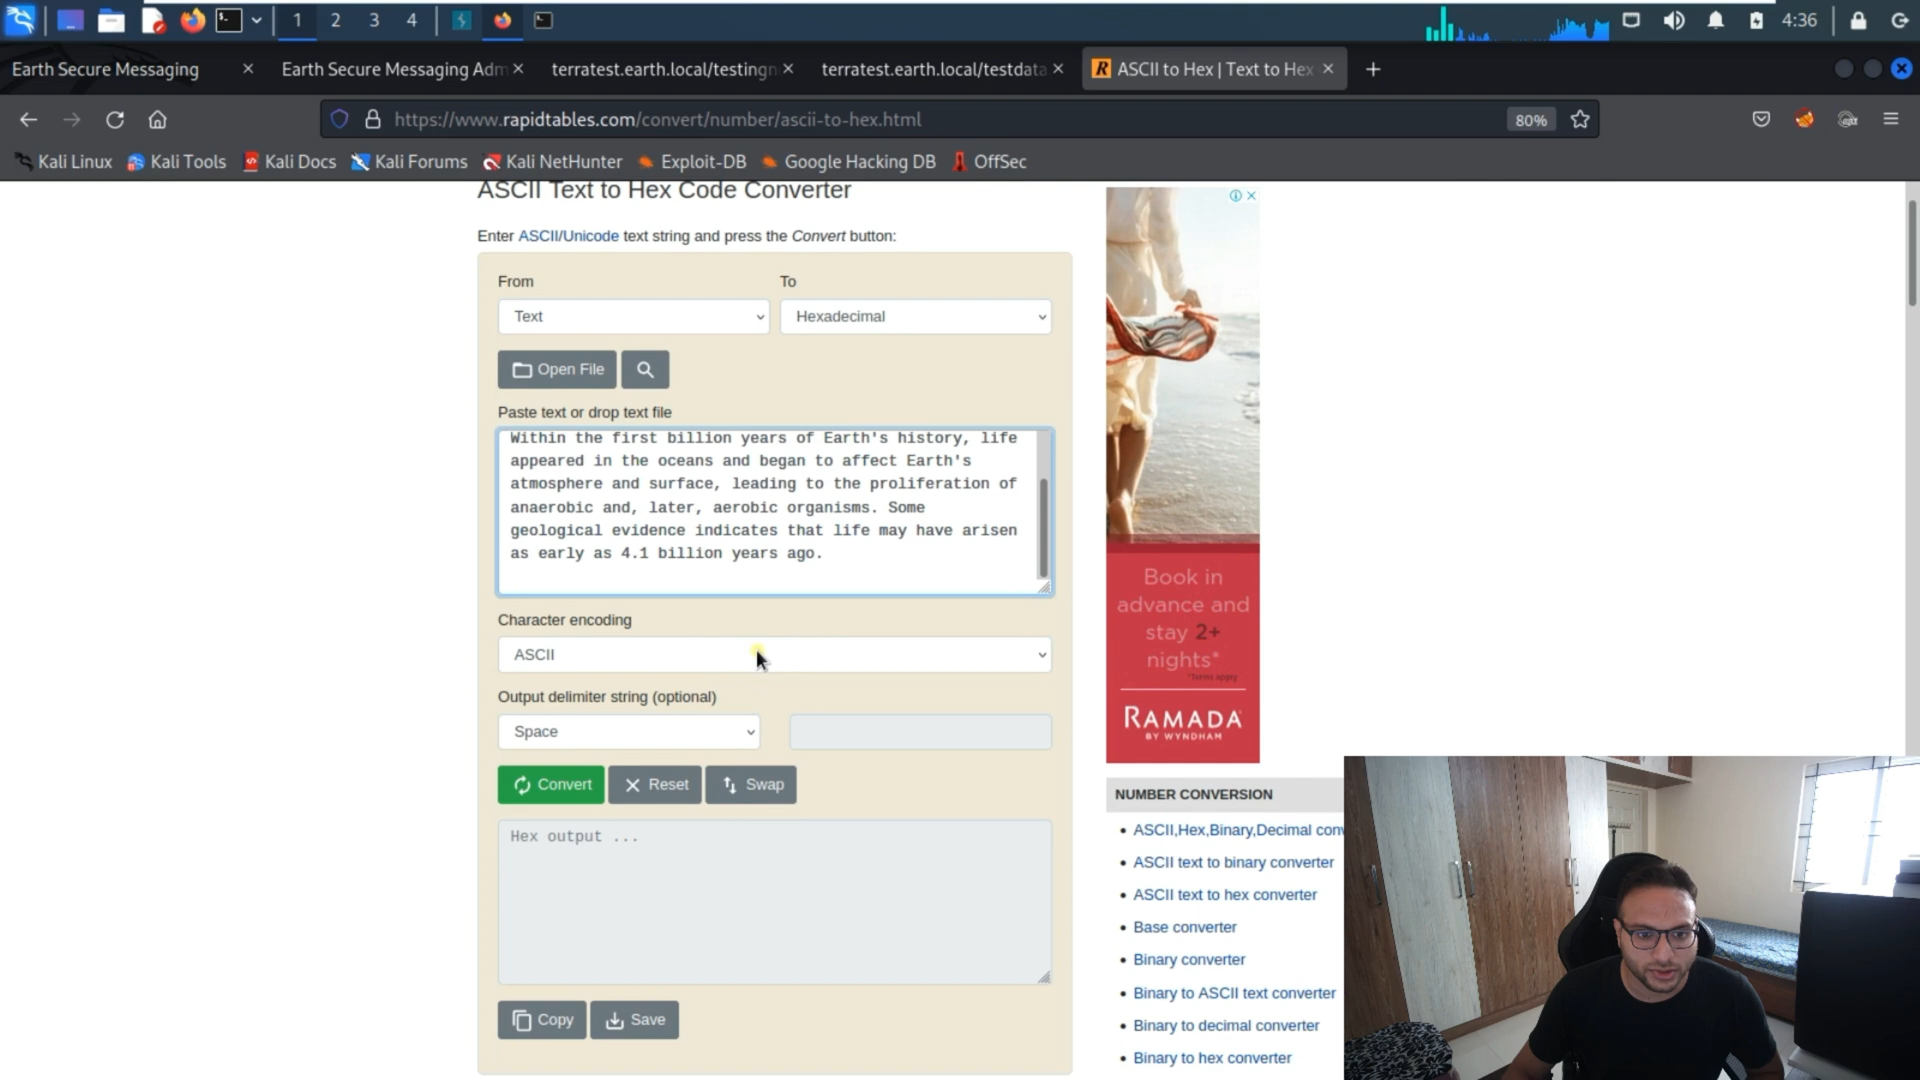 1 2 3 4
4:36
Earth Secure Messaging
Earth Secure Messaging Adm
terratest.earth.local/testingn
terratest.earth.local/testdata
ASCII to Hex | Text to Hex
https://www.rapidtables.com/convert/number/ascii-to-hex.html
80%
Kali Linux
Kali Tools
Kali Docs
Kali Forums
Kali NetHunter
Exploit-DB
Google Hacking DB
OffSec
ASCII Text to Hex Code Converter
Enter ASCII/Unicode text string and press the Convert button:
From
To
Text
Hexadecimal
Open File
Paste text or drop text file
Within the first billion years of Earth's history, life
appeared in the oceans and began to affect Earth's
atmosphere and surface, leading to the proliferation of
anaerobic and, later, aerobic organisms. Some
geological evidence indicates that life may have arisen
as early as 4.1 billion years ago.
Character encoding
ASCII
Output delimiter string (optional)
Space
Convert
Reset
Swap
Hex output ...
Copy
Save
Book in
advance and
stay 2+
nights*
*Terms apply
RAMADA
BY WYNDHAM
NUMBER CONVERSION
ASCII,Hex,Binary,Decimal conv
ASCII text to binary converter
ASCII text to hex converter
Base converter
Binary converter
Binary to ASCII text converter
Binary to decimal converter
Binary to hex converter